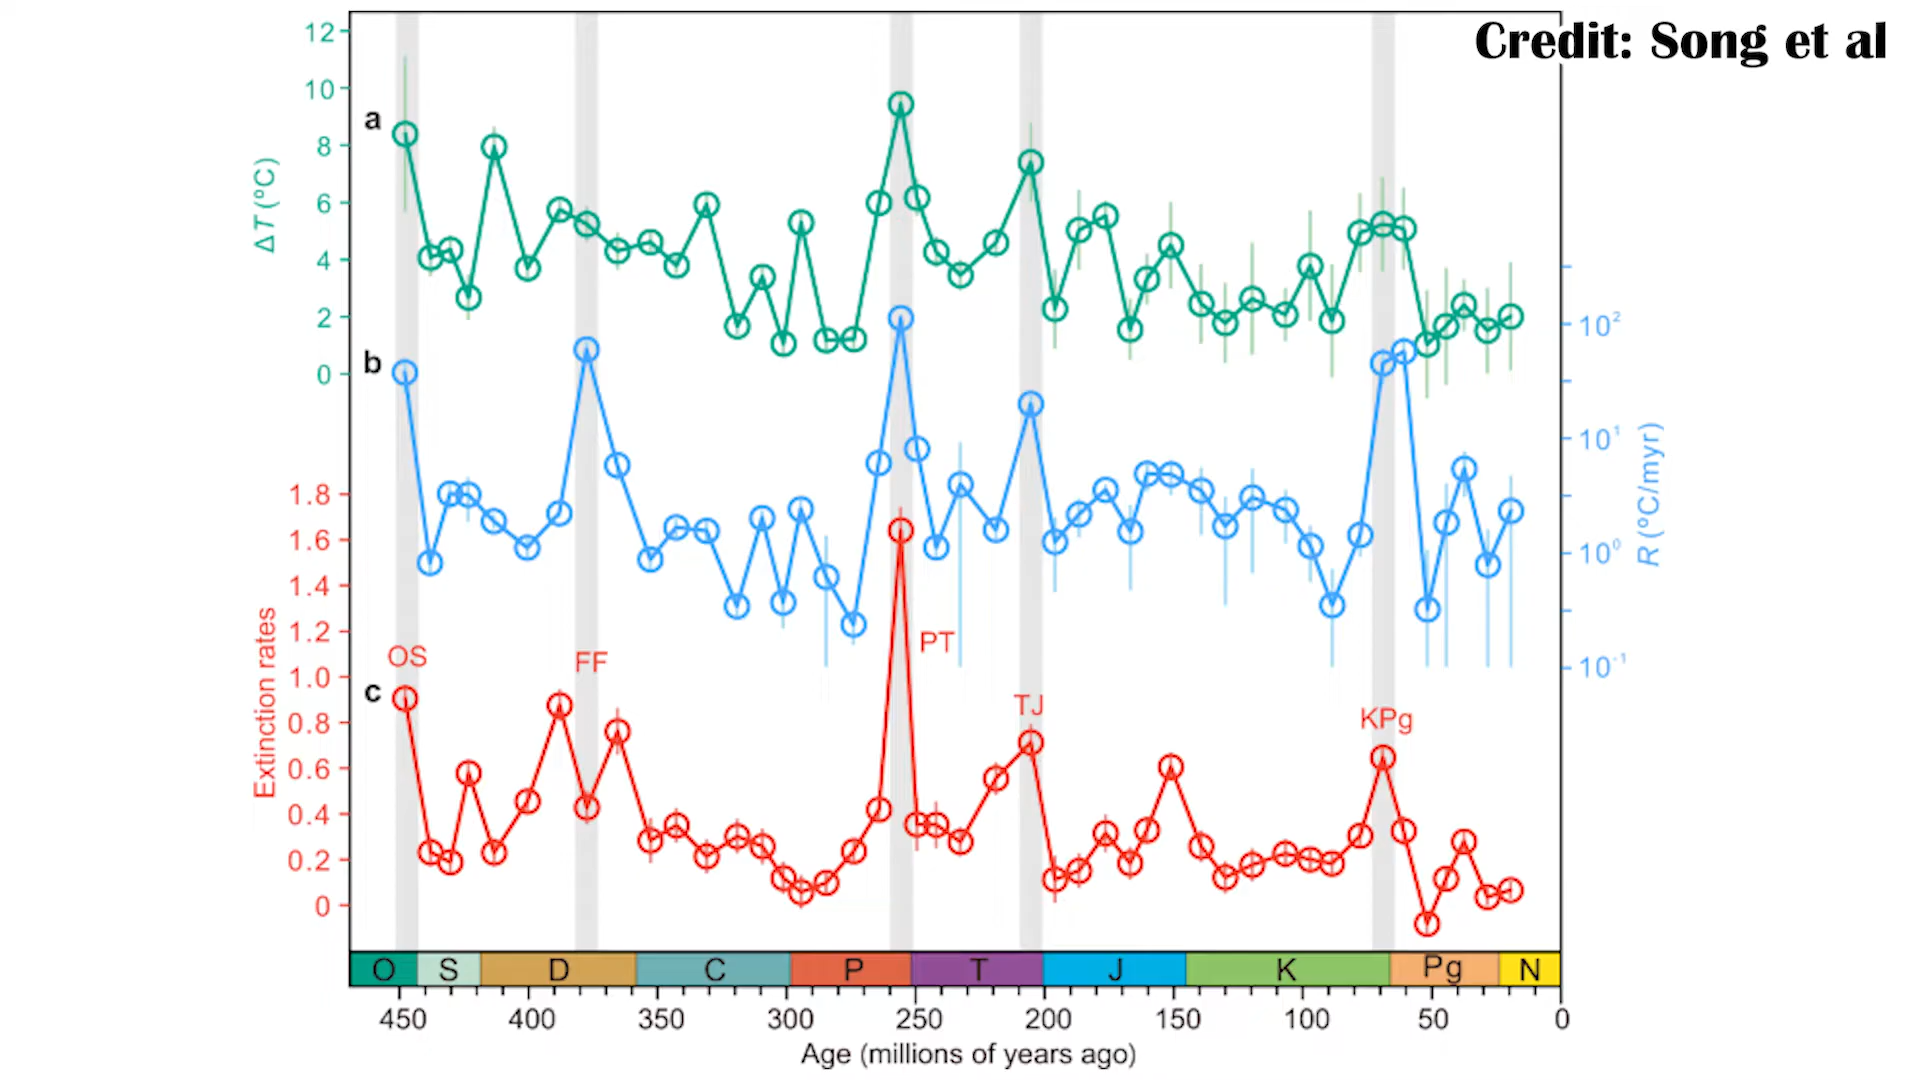 Credit: Song et al
12
10
8
6
4
2
0
ΔT (°C)
a
b
10²
10¹
10⁰
10⁻¹
R (°C/myr)
1.8
1.6
1.4
1.2
1.0
0.8
0.6
0.4
0.2
0
Extinction rates
c
OS
FF
PT
TJ
KPg
O S D C P T J K Pg N
450 400 350 300 250 200 150 100 50 0
Age (millions of years ago)